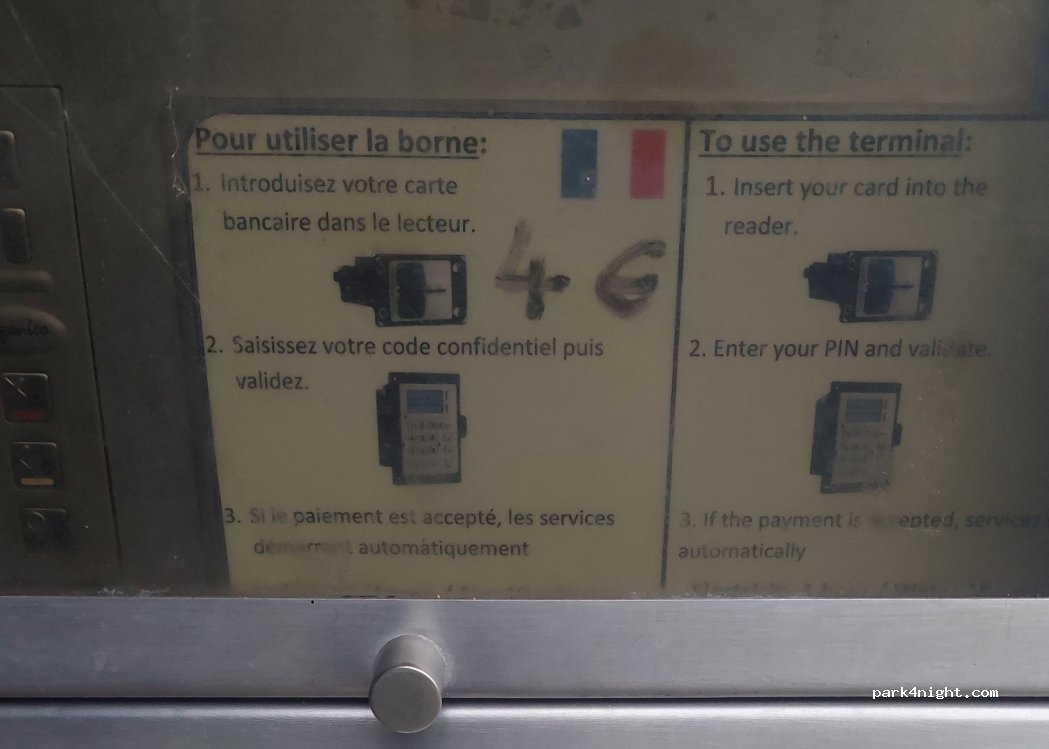 Pour utiliser la borne:
1. Introduisez votre carte
bancaire dans le lecteur.
4 €
2. Saisissez votre code confidentiel puis
validez.
3. Si le paiement est accepté, les services
démarrent automatiquement
To use the terminal:
1. Insert your card into the
reader.
2. Enter your PIN and validate.
3. If the payment is accepted, services
automatically
park4night.com